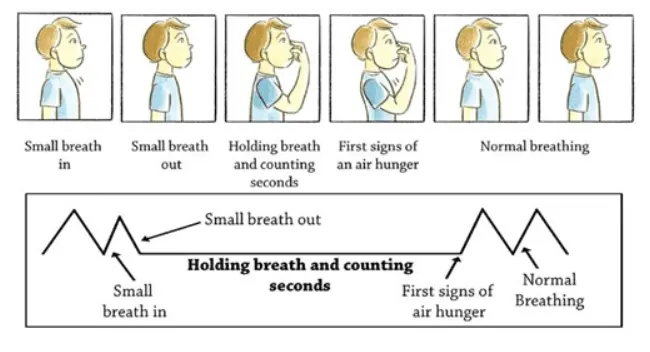 Small breath
in
Small breath
out
Holding breath
and counting
seconds
First signs of
an air hunger
Normal breathing
Small breath out
Holding breath and counting
seconds
Small
breath in
First signs of
air hunger
Normal
Breathing